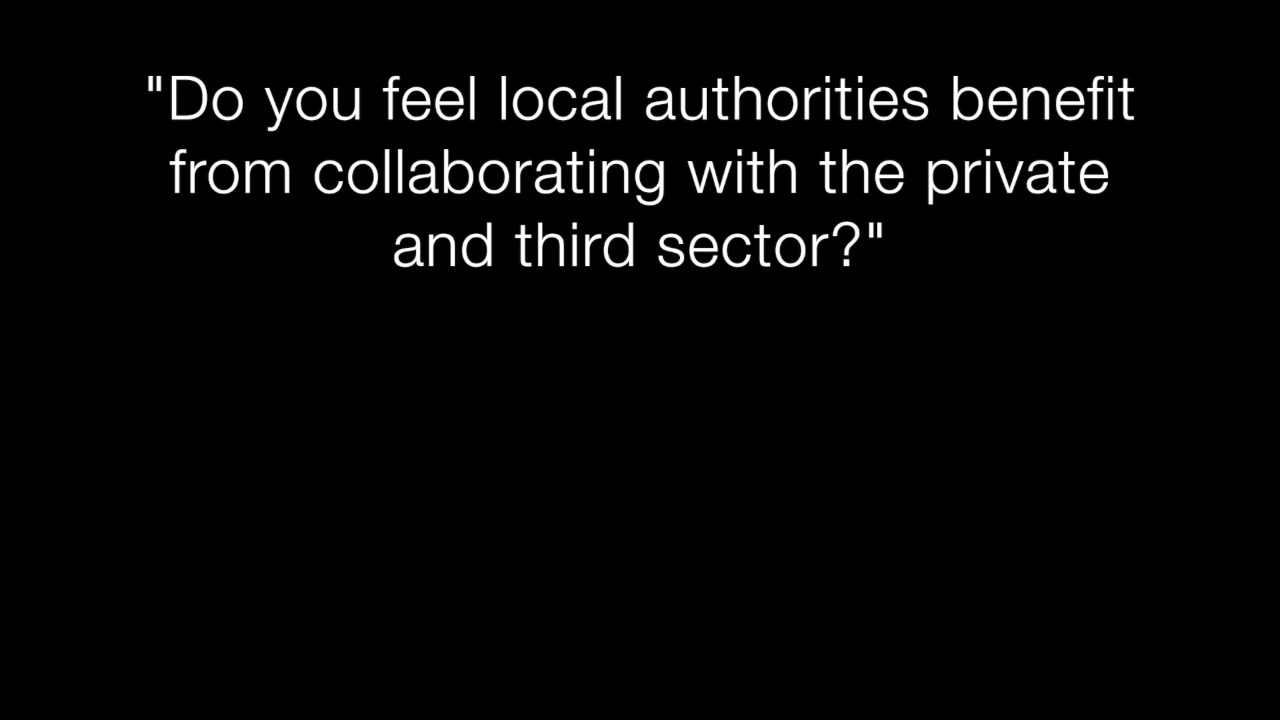 "Do you feel local authorities benefit
from collaborating with the private
and third sector?"